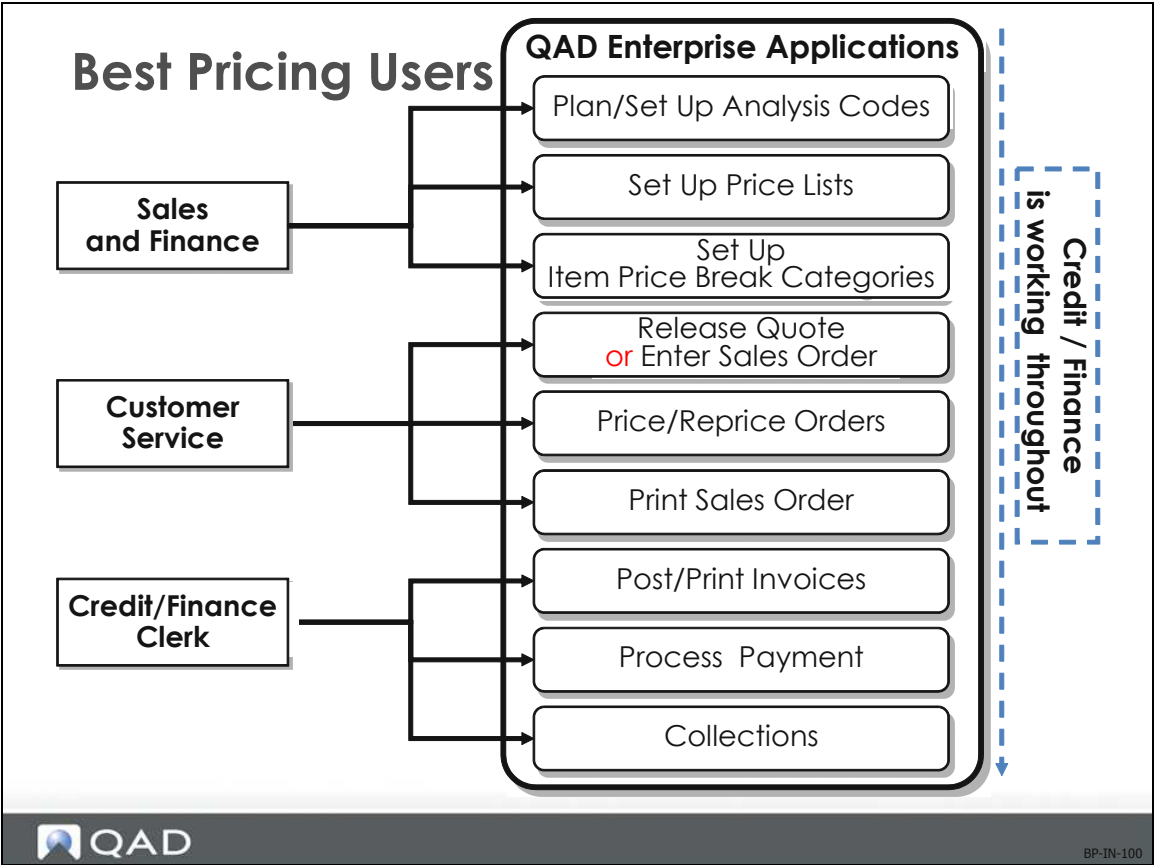 Best Pricing Users
QAD Enterprise Applications
Plan/Set Up Analysis Codes
Set Up Price Lists
Sales
and Finance
Set Up
Item Price Break Categories
Release Quote
or Enter Sales Order
Customer
Service
Price/Reprice Orders
Print Sales Order
Credit/Finance
Clerk
Post/Print Invoices
Process Payment
Collections
Credit / Finance
is working throughout
QAD
BP-IN-100